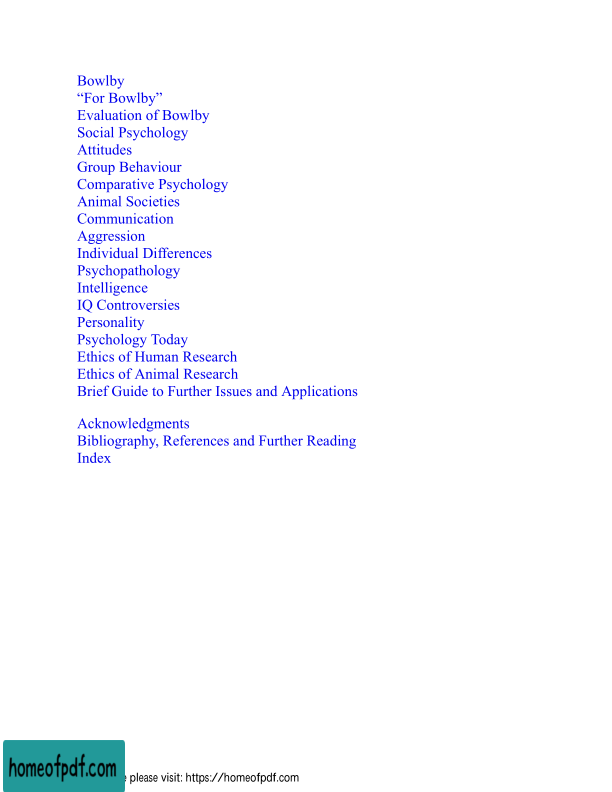 Bowlby
“For Bowlby”
Evaluation of Bowlby
Social Psychology
Attitudes
Group Behaviour
Comparative Psychology
Animal Societies
Communication
Aggression
Individual Differences
Psychopathology
Intelligence
IQ Controversies
Personality
Psychology Today
Ethics of Human Research
Ethics of Animal Research
Brief Guide to Further Issues and Applications
Acknowledgments
Bibliography, References and Further Reading
Index
homeofpdf.com please visit: https://homeofpdf.com